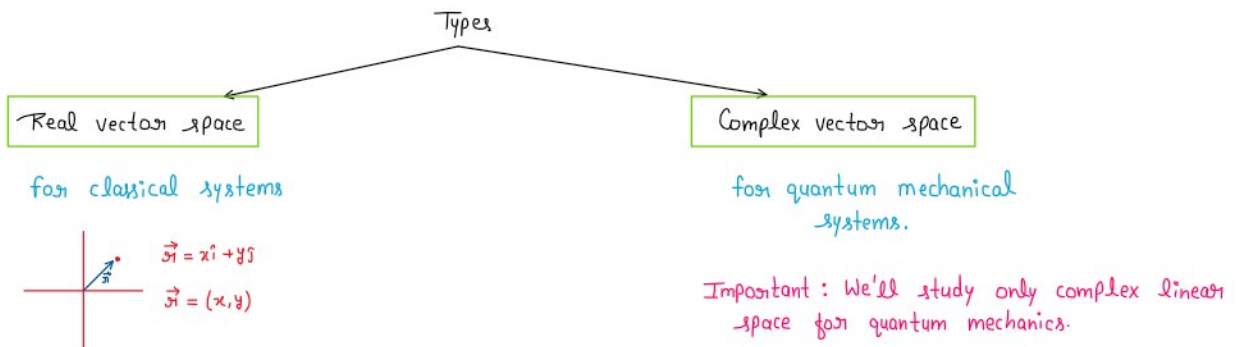 Types
Real vector space
for classical systems
r⃗ = xî + yĵ
r⃗
r⃗ = (x,y)
Complex vector space
for quantum mechanical
systems.
Important : We'll study only complex linear
space for quantum mechanics.